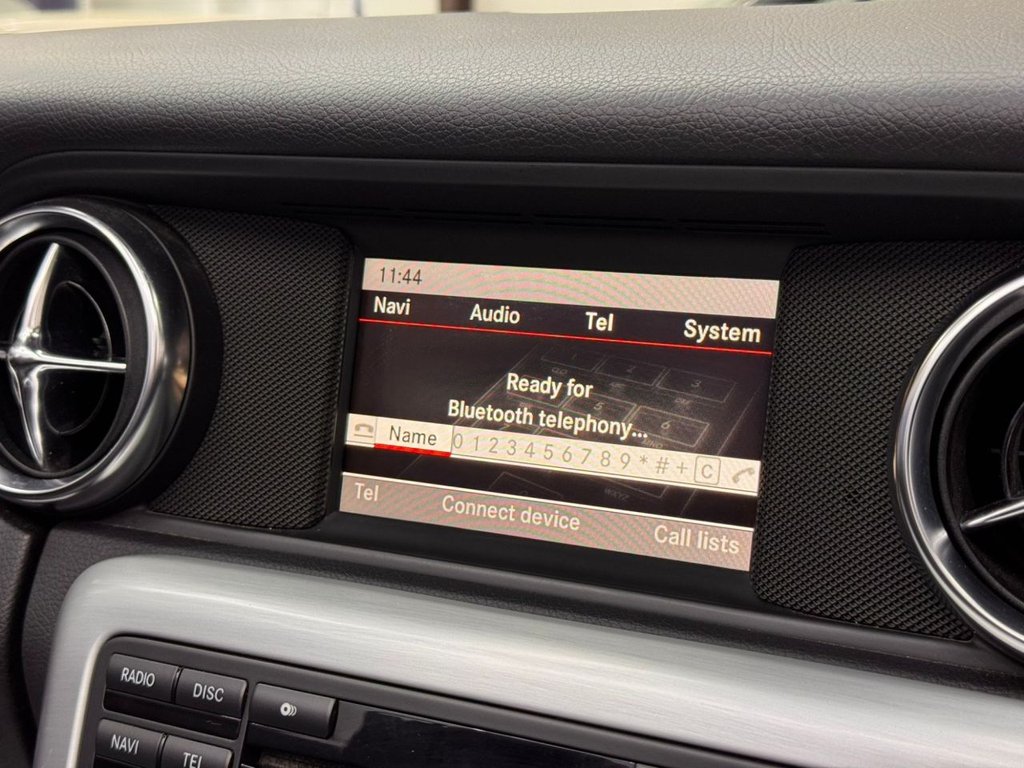 11:44
Navi Audio Tel System
Ready for
Bluetooth telephony...
Name 0 1 2 3 4 5 6 7 8 9 * # + C
Tel Connect device Call lists
RADIO DISC
NAVI TEL